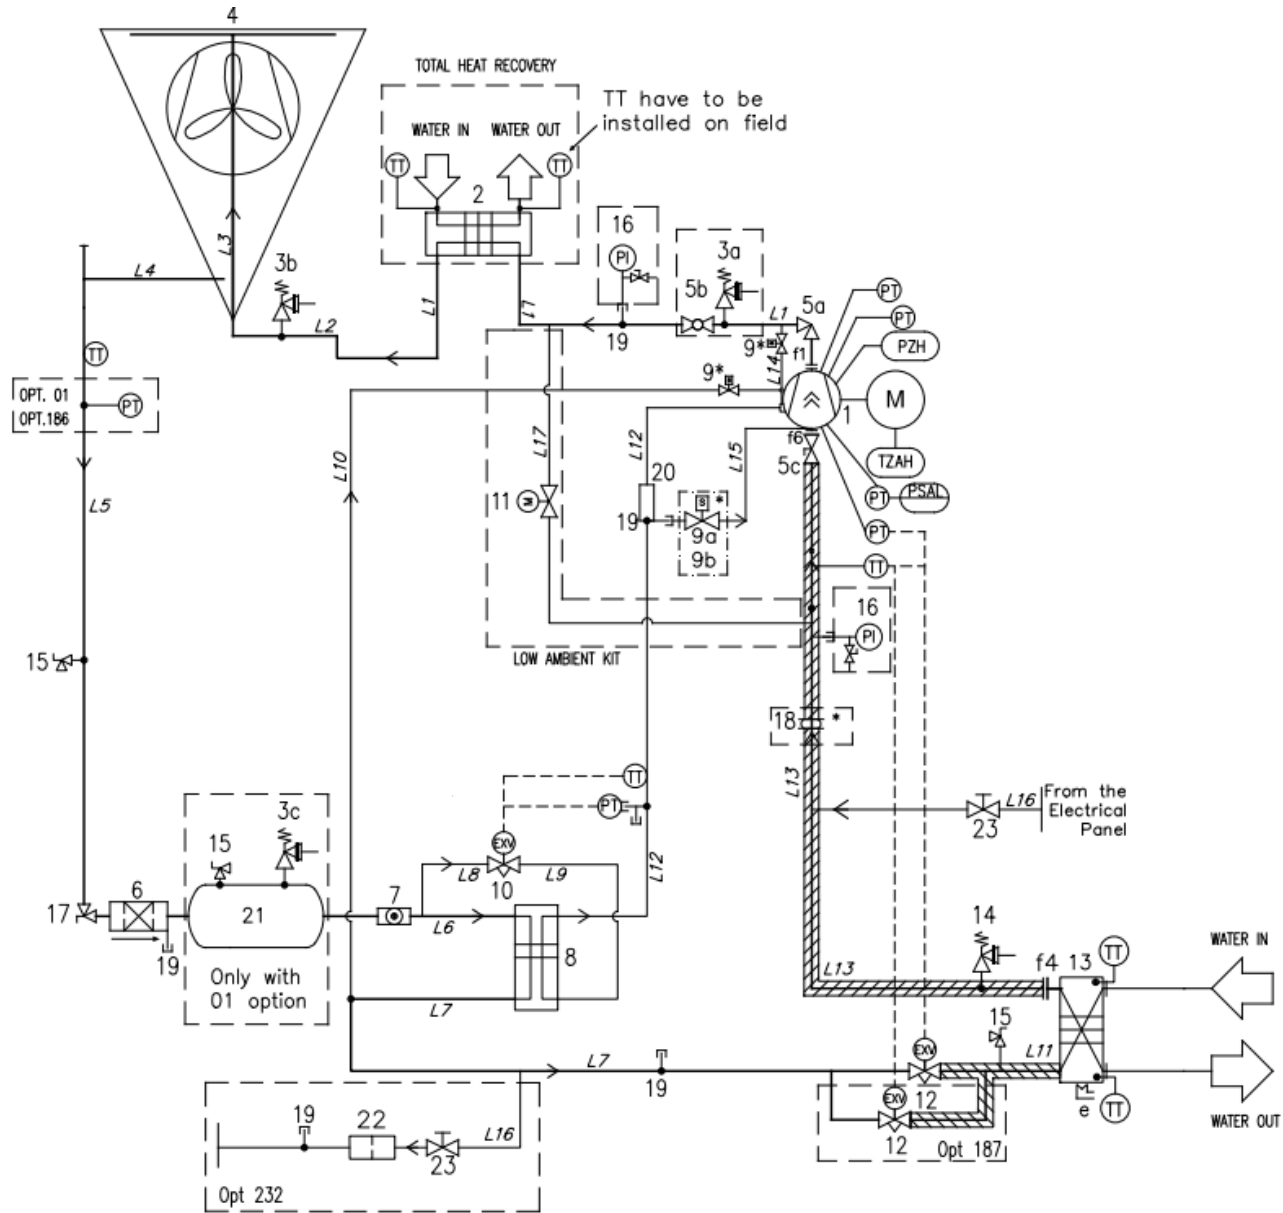 4
TOTAL HEAT RECOVERY
TT have to be
installed on field
WATER IN
WATER OUT
TT
TT
2
16
3a
PI
5b
L3
3b
L4
L1
L1
L1
5a
PT
PT
L2
19
9*
f1
PZH
TT
9*
L14
M
1
OPT. 01
OPT.186
PT
L17
L12
L15
f6
TZAH
L10
20
5c
PT
PSAL
L5
11
M
S
*
19
9a
9b
PT
TT
16
PI
15
LOW AMBIENT KIT
18
*
L13
TT
L16
From the
Electrical
Panel
23
PT
3c
15
EXV
L8
L9
10
L12
6
7
17
21
L6
14
WATER IN
8
L13
f4
13
TT
19
Only with
01 option
L7
15
L7
EXV
L11
19
12
EXV
e
TT
19
22
L16
WATER OUT
23
12
Opt 187
Opt 232